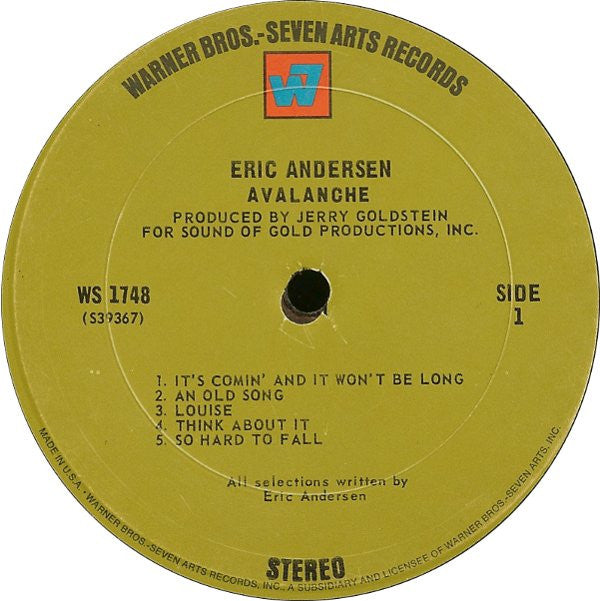 WARNER BROS.-SEVEN ARTS RECORDS
W7
ERIC ANDERSEN
AVALANCHE
PRODUCED BY JERRY GOLDSTEIN
FOR SOUND OF GOLD PRODUCTIONS, INC.
WS 1748
(S39367)
SIDE
1
1. IT'S COMIN' AND IT WON'T BE LONG
2. AN OLD SONG
3. LOUISE
4. THINK ABOUT IT
5. SO HARD TO FALL
All selections written by
Eric Andersen
STEREO
MADE IN U.S.A. • WARNER BROS.-SEVEN ARTS RECORDS, INC., A SUBSIDIARY AND LICENSEE OF WARNER BROS.-SEVEN ARTS, INC.